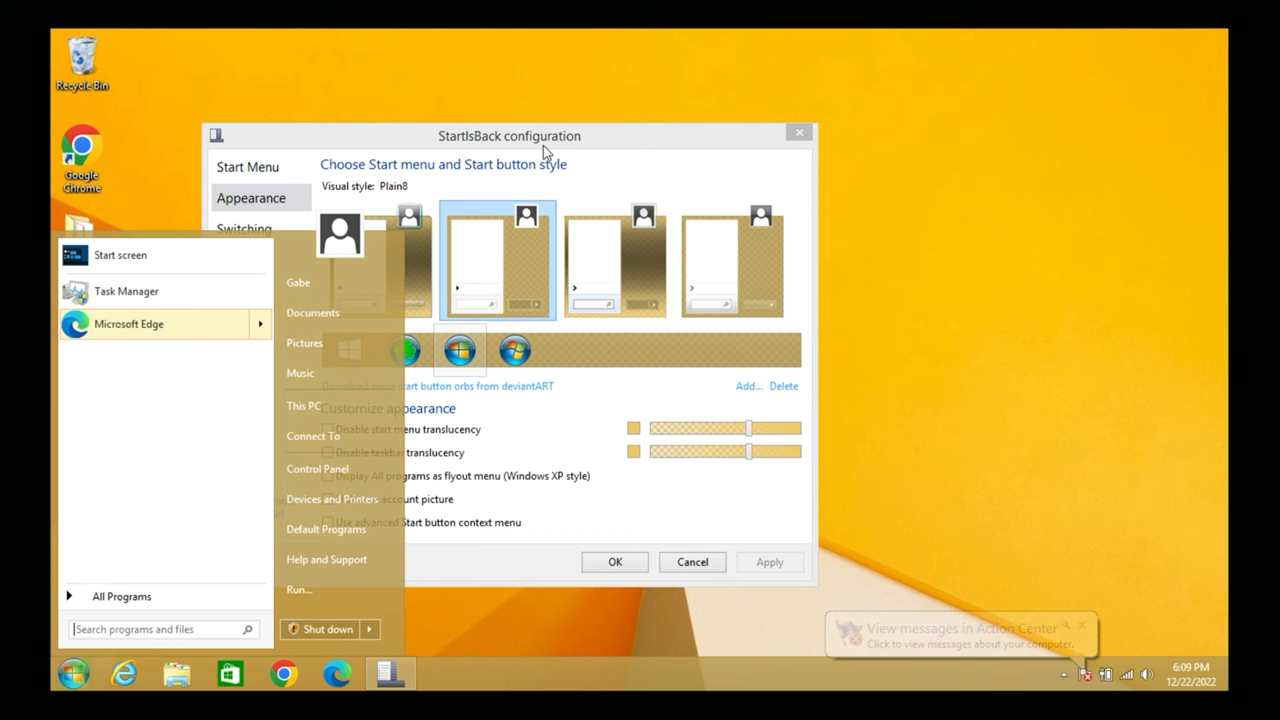 Recycle Bin
Google
Chrome
StartIsBack configuration
Start Menu
Appearance
Switching
Choose Start menu and Start button style
Visual style: Plain8
Download more start button orbs from deviantART
Add... Delete
Customize appearance
Disable start menu translucency
Disable taskbar translucency
Display All programs as flyout menu (Windows XP style)
account picture
Use advanced Start button context menu
OK
Cancel
Apply
Start screen
Task Manager
Microsoft Edge
All Programs
Search programs and files
Gabe
Documents
Pictures
Music
This PC
Connect To
Control Panel
Devices and Printers
Default Programs
Help and Support
Run...
Shut down
View messages in Action Center
Click to view messages about your computer.
6:09 PM
12/22/2022